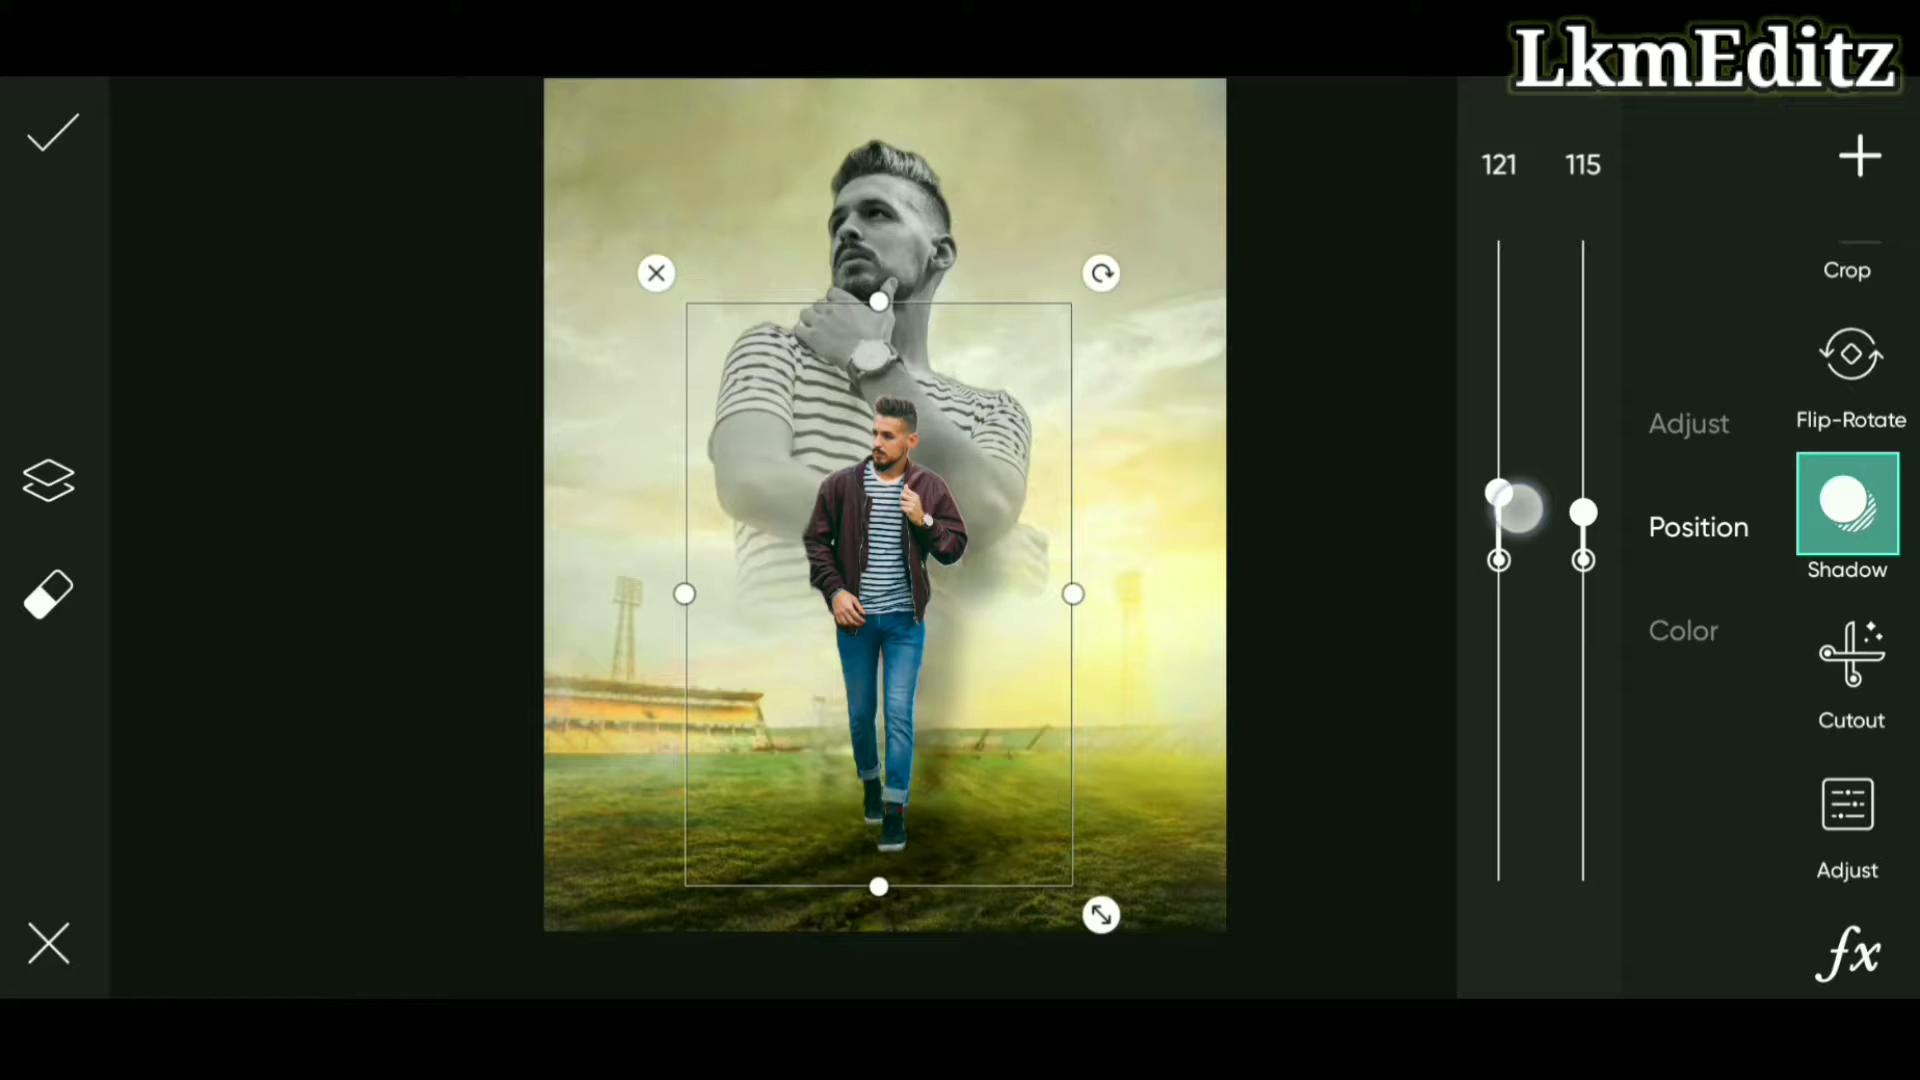 LkmEditz
121 115
Crop
Flip-Rotate
Adjust
Position
Shadow
Color
Cutout
Adjust
fx